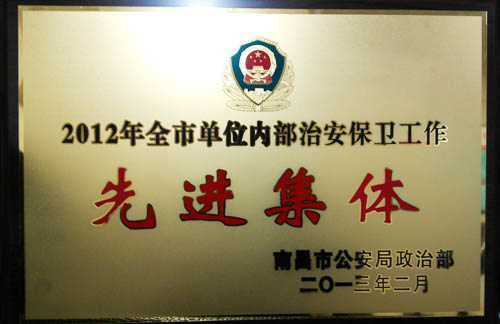 2012年全市单位内部治安保卫工作
先进集体
南昌市公安局政治部
二〇一三年二月